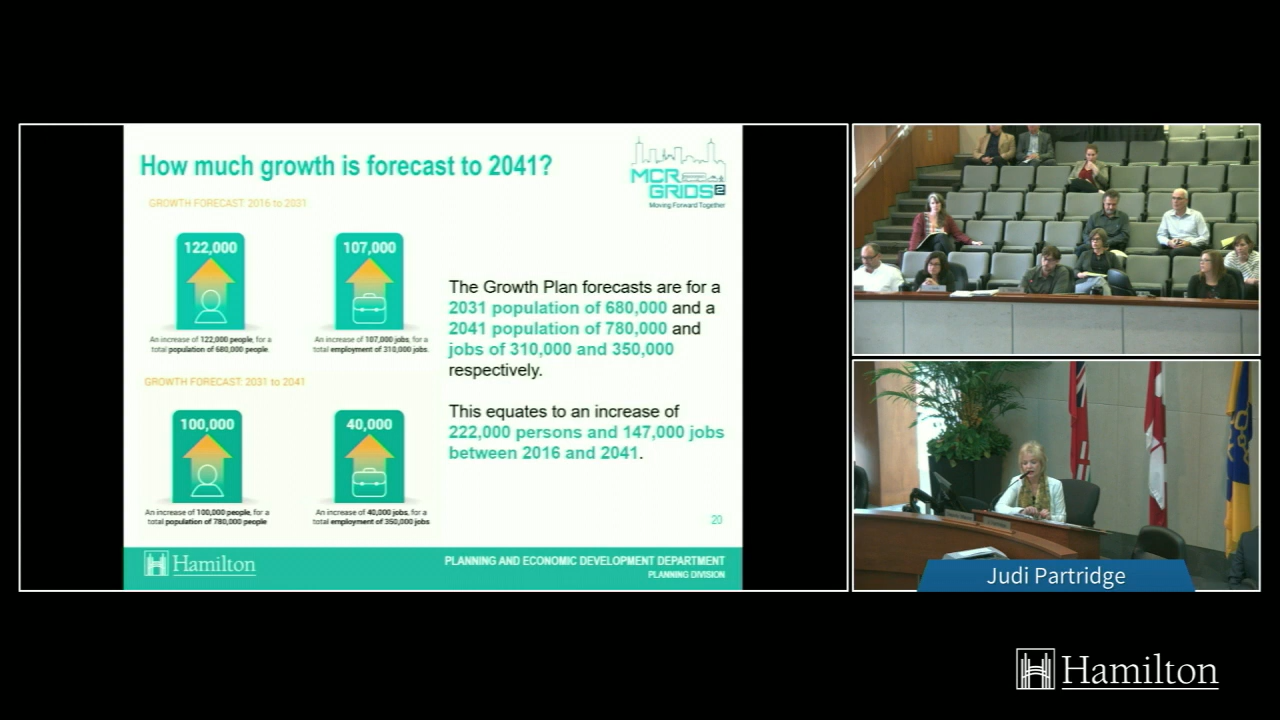 How much growth is forecast to 2041?
MCR
GRIDS 2
Moving Forward Together
GROWTH FORECAST: 2016 to 2031
122,000
107,000
An increase of 122,000 people, for a
total population of 680,000 people.
An increase of 107,000 jobs, for a
total employment of 310,000 jobs.
GROWTH FORECAST: 2031 to 2041
100,000
40,000
An increase of 100,000 people, for a
total population of 780,000 people
An increase of 40,000 jobs, for a
total employment of 350,000 jobs
The Growth Plan forecasts are for a
2031 population of 680,000 and a
2041 population of 780,000 and
jobs of 310,000 and 350,000
respectively.
This equates to an increase of
222,000 persons and 147,000 jobs
between 2016 and 2041.
20
Hamilton
PLANNING AND ECONOMIC DEVELOPMENT DEPARTMENT
PLANNING DIVISION
Judi Partridge
Hamilton